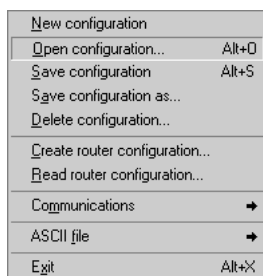 New configuration
Open configuration... Alt+O
Save configuration Alt+S
Save configuration as...
Delete configuration...
Create router configuration...
Read router configuration...
Communications
ASCII file
Exit Alt+X